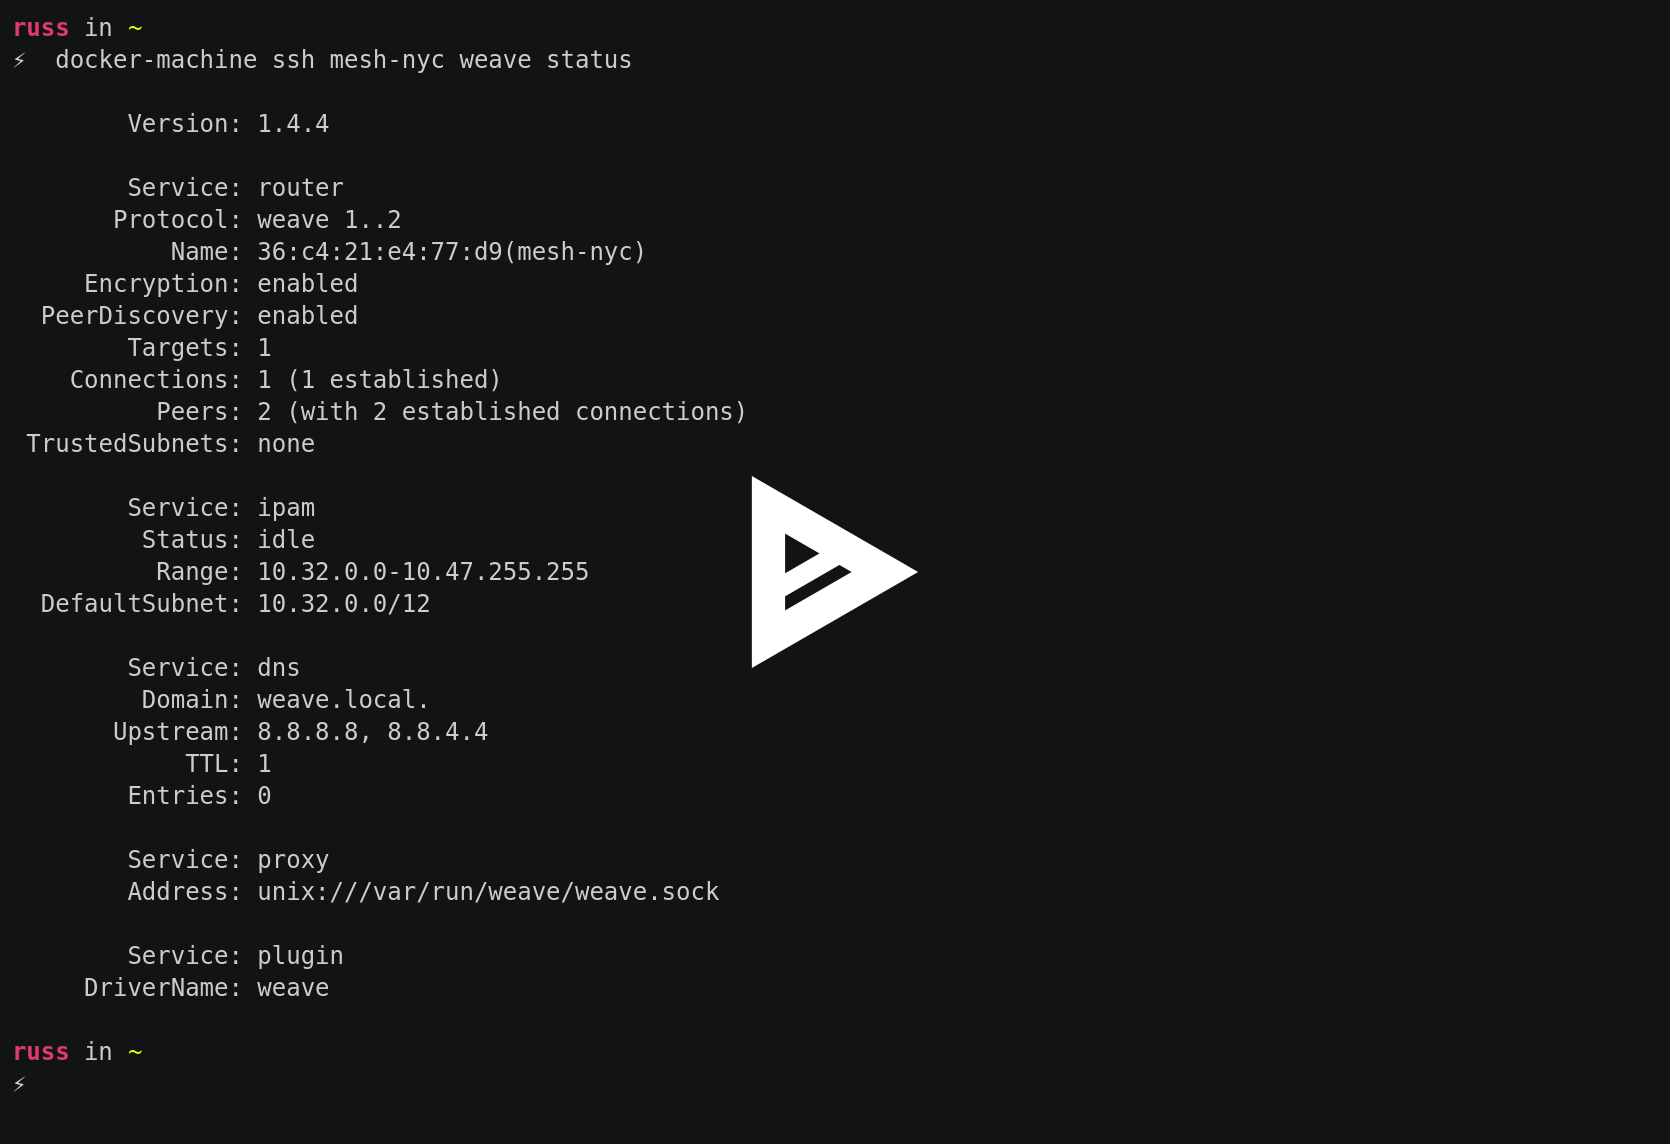 russ in ~
⚡  docker-machine ssh mesh-nyc weave status

        Version: 1.4.4

        Service: router
       Protocol: weave 1..2
           Name: 36:c4:21:e4:77:d9(mesh-nyc)
     Encryption: enabled
  PeerDiscovery: enabled
        Targets: 1
    Connections: 1 (1 established)
          Peers: 2 (with 2 established connections)
 TrustedSubnets: none

        Service: ipam
         Status: idle
          Range: 10.32.0.0-10.47.255.255
  DefaultSubnet: 10.32.0.0/12

        Service: dns
         Domain: weave.local.
       Upstream: 8.8.8.8, 8.8.4.4
            TTL: 1
        Entries: 0

        Service: proxy
        Address: unix:///var/run/weave/weave.sock

        Service: plugin
     DriverName: weave

russ in ~
⚡